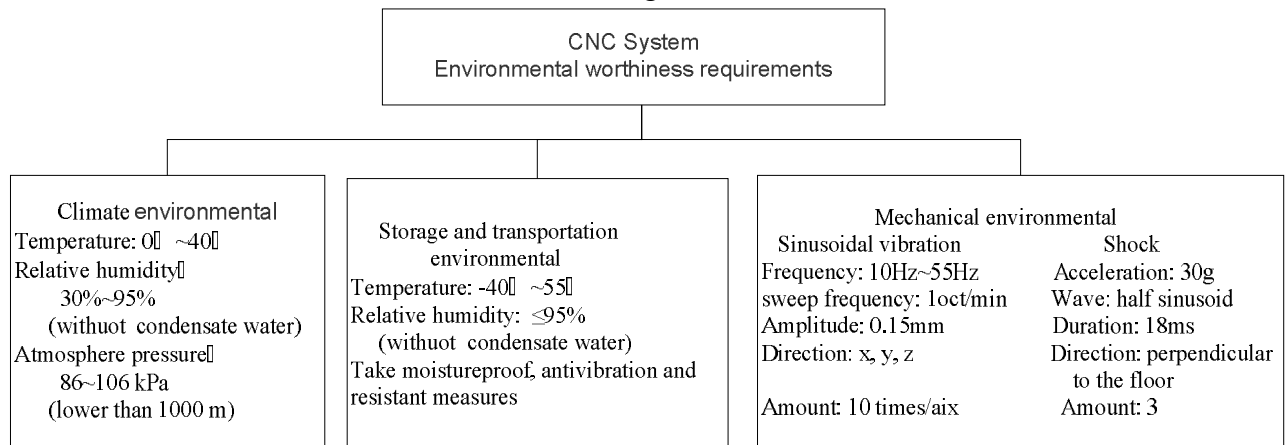 CNC System
Environmental worthiness requirements
Climate environmental
Temperature: 0▯ ~40▯
Relative humidity▯
30%~95%
(withuot condensate water)
Atmosphere pressure▯
86~106 kPa
(lower than 1000 m)
Storage and transportation
environmental
Temperature: -40▯ ~55▯
Relative humidity: ≤95%
(withuot condensate water)
Take moistureproof, antivibration and
resistant measures
Mechanical environmental
Sinusoidal vibration
Frequency: 10Hz~55Hz
sweep frequency: 1oct/min
Amplitude: 0.15mm
Direction: x, y, z
Amount: 10 times/aix
Shock
Acceleration: 30g
Wave: half sinusoid
Duration: 18ms
Direction: perpendicular
to the floor
Amount: 3